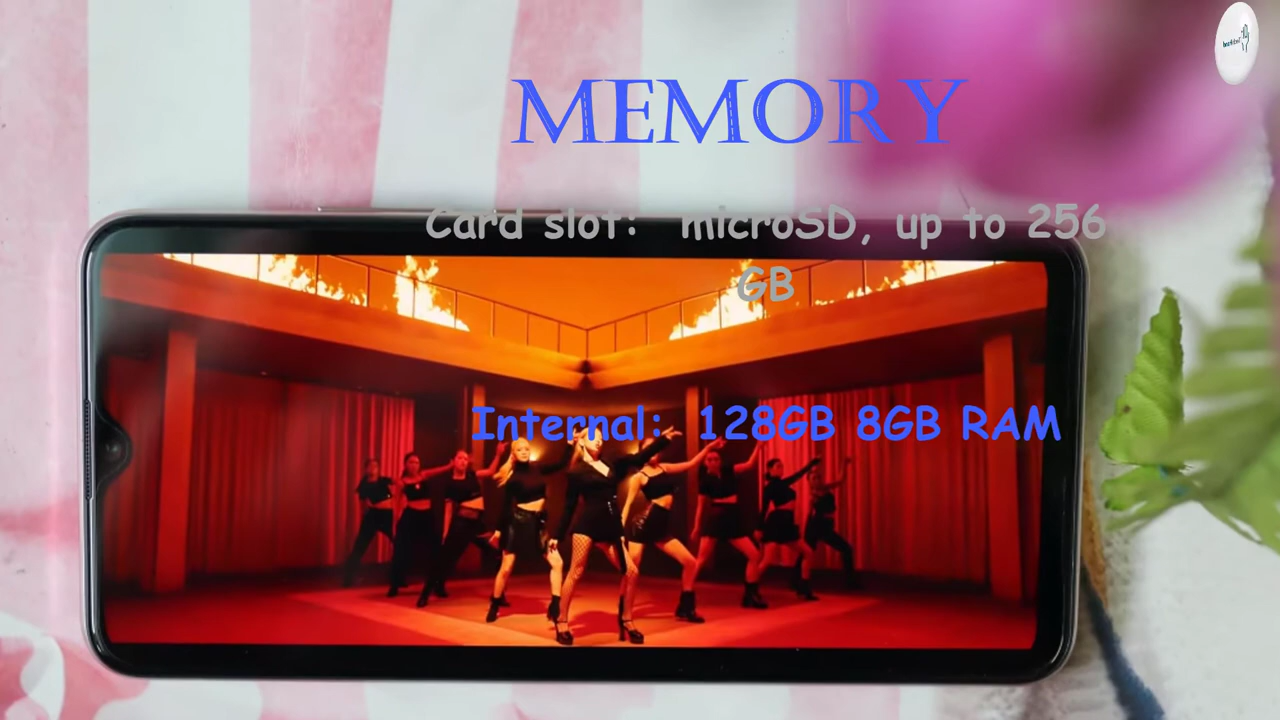 MEMORY
Card slot: microSD, up to 256
GB
Internal: 128GB 8GB RAM